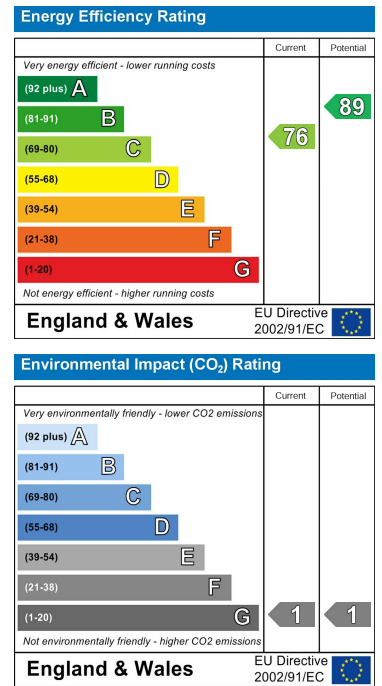 Energy Efficiency Rating
Current Potential
Very energy efficient - lower running costs
(92 plus) A
(81-91) B
(69-80) C
(55-68) D
(39-54) E
(21-38) F
(1-20) G
76
89
Not energy efficient - higher running costs
England & Wales
EU Directive
2002/91/EC
Environmental Impact (CO₂) Rating
Current Potential
Very environmentally friendly - lower CO2 emissions
(92 plus) A
(81-91) B
(69-80) C
(55-68) D
(39-54) E
(21-38) F
(1-20) G
1
1
Not environmentally friendly - higher CO2 emissions
England & Wales
EU Directive
2002/91/EC